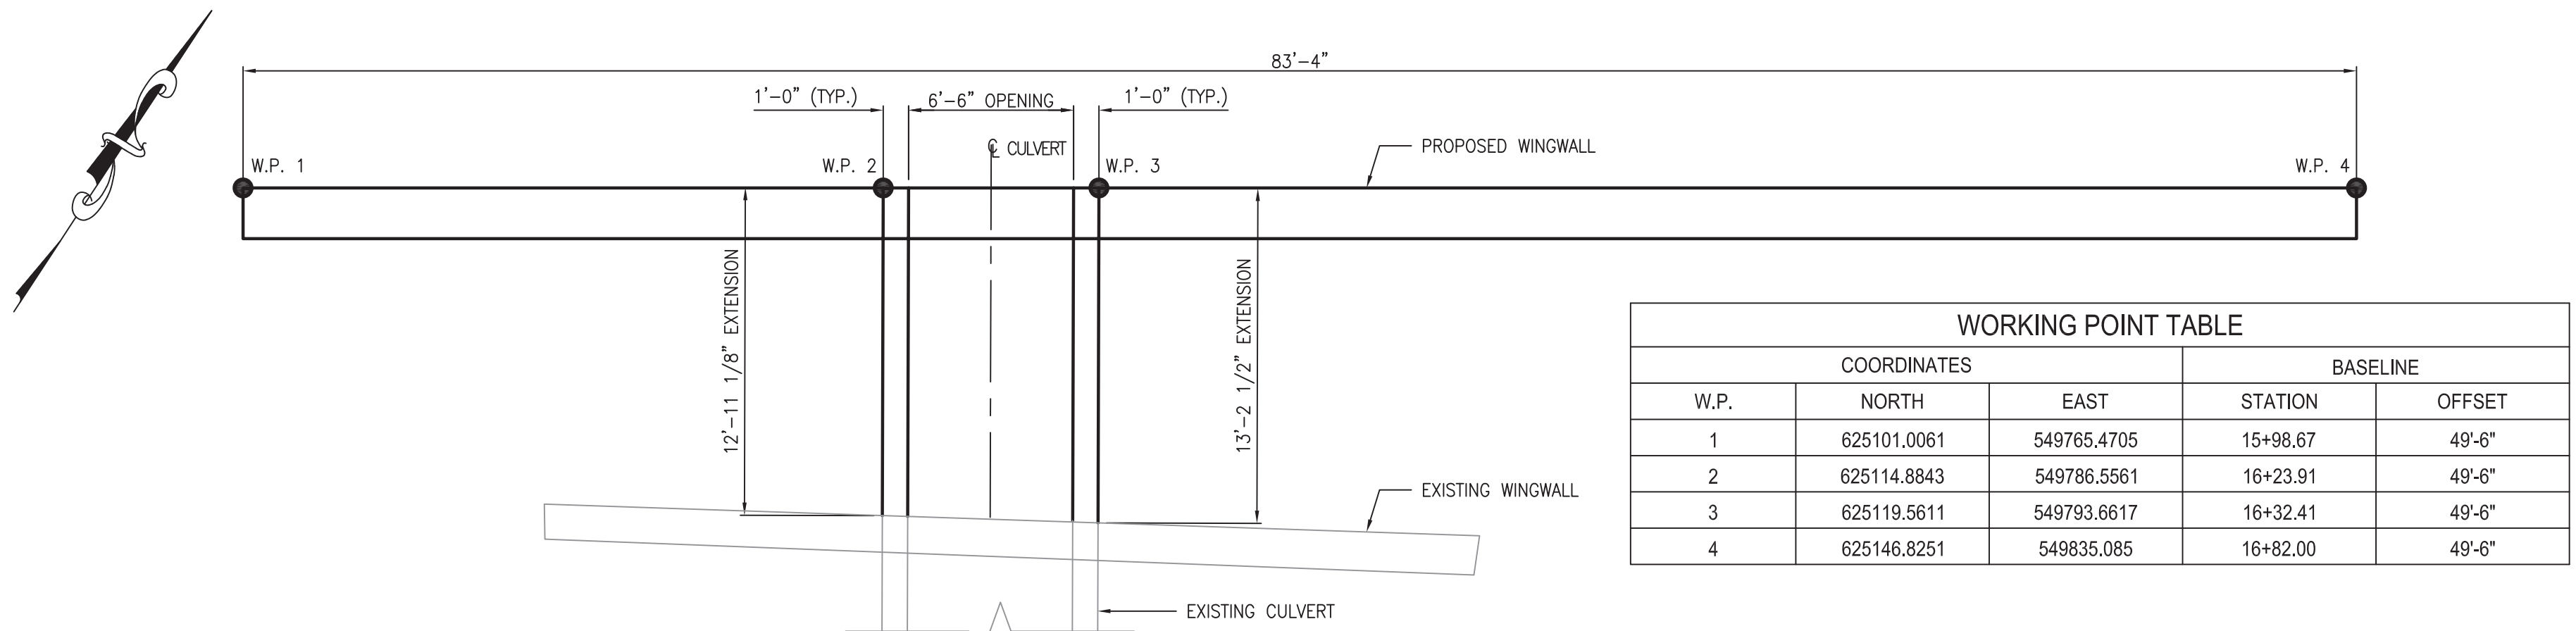 83'-4"
1'-0" (TYP.)
6'-6" OPENING
1'-0" (TYP.)
℄ CULVERT
PROPOSED WINGWALL
W.P. 1
W.P. 2
W.P. 3
W.P. 4
12'-11 1/8" EXTENSION
13'-2 1/2" EXTENSION
EXISTING WINGWALL
EXISTING CULVERT
WORKING POINT TABLE
COORDINATES BASELINE
W.P. NORTH EAST STATION OFFSET
1 625101.0061 549765.4705 15+98.67 49'-6"
2 625114.8843 549786.5561 16+23.91 49'-6"
3 625119.5611 549793.6617 16+32.41 49'-6"
4 625146.8251 549835.085 16+82.00 49'-6"